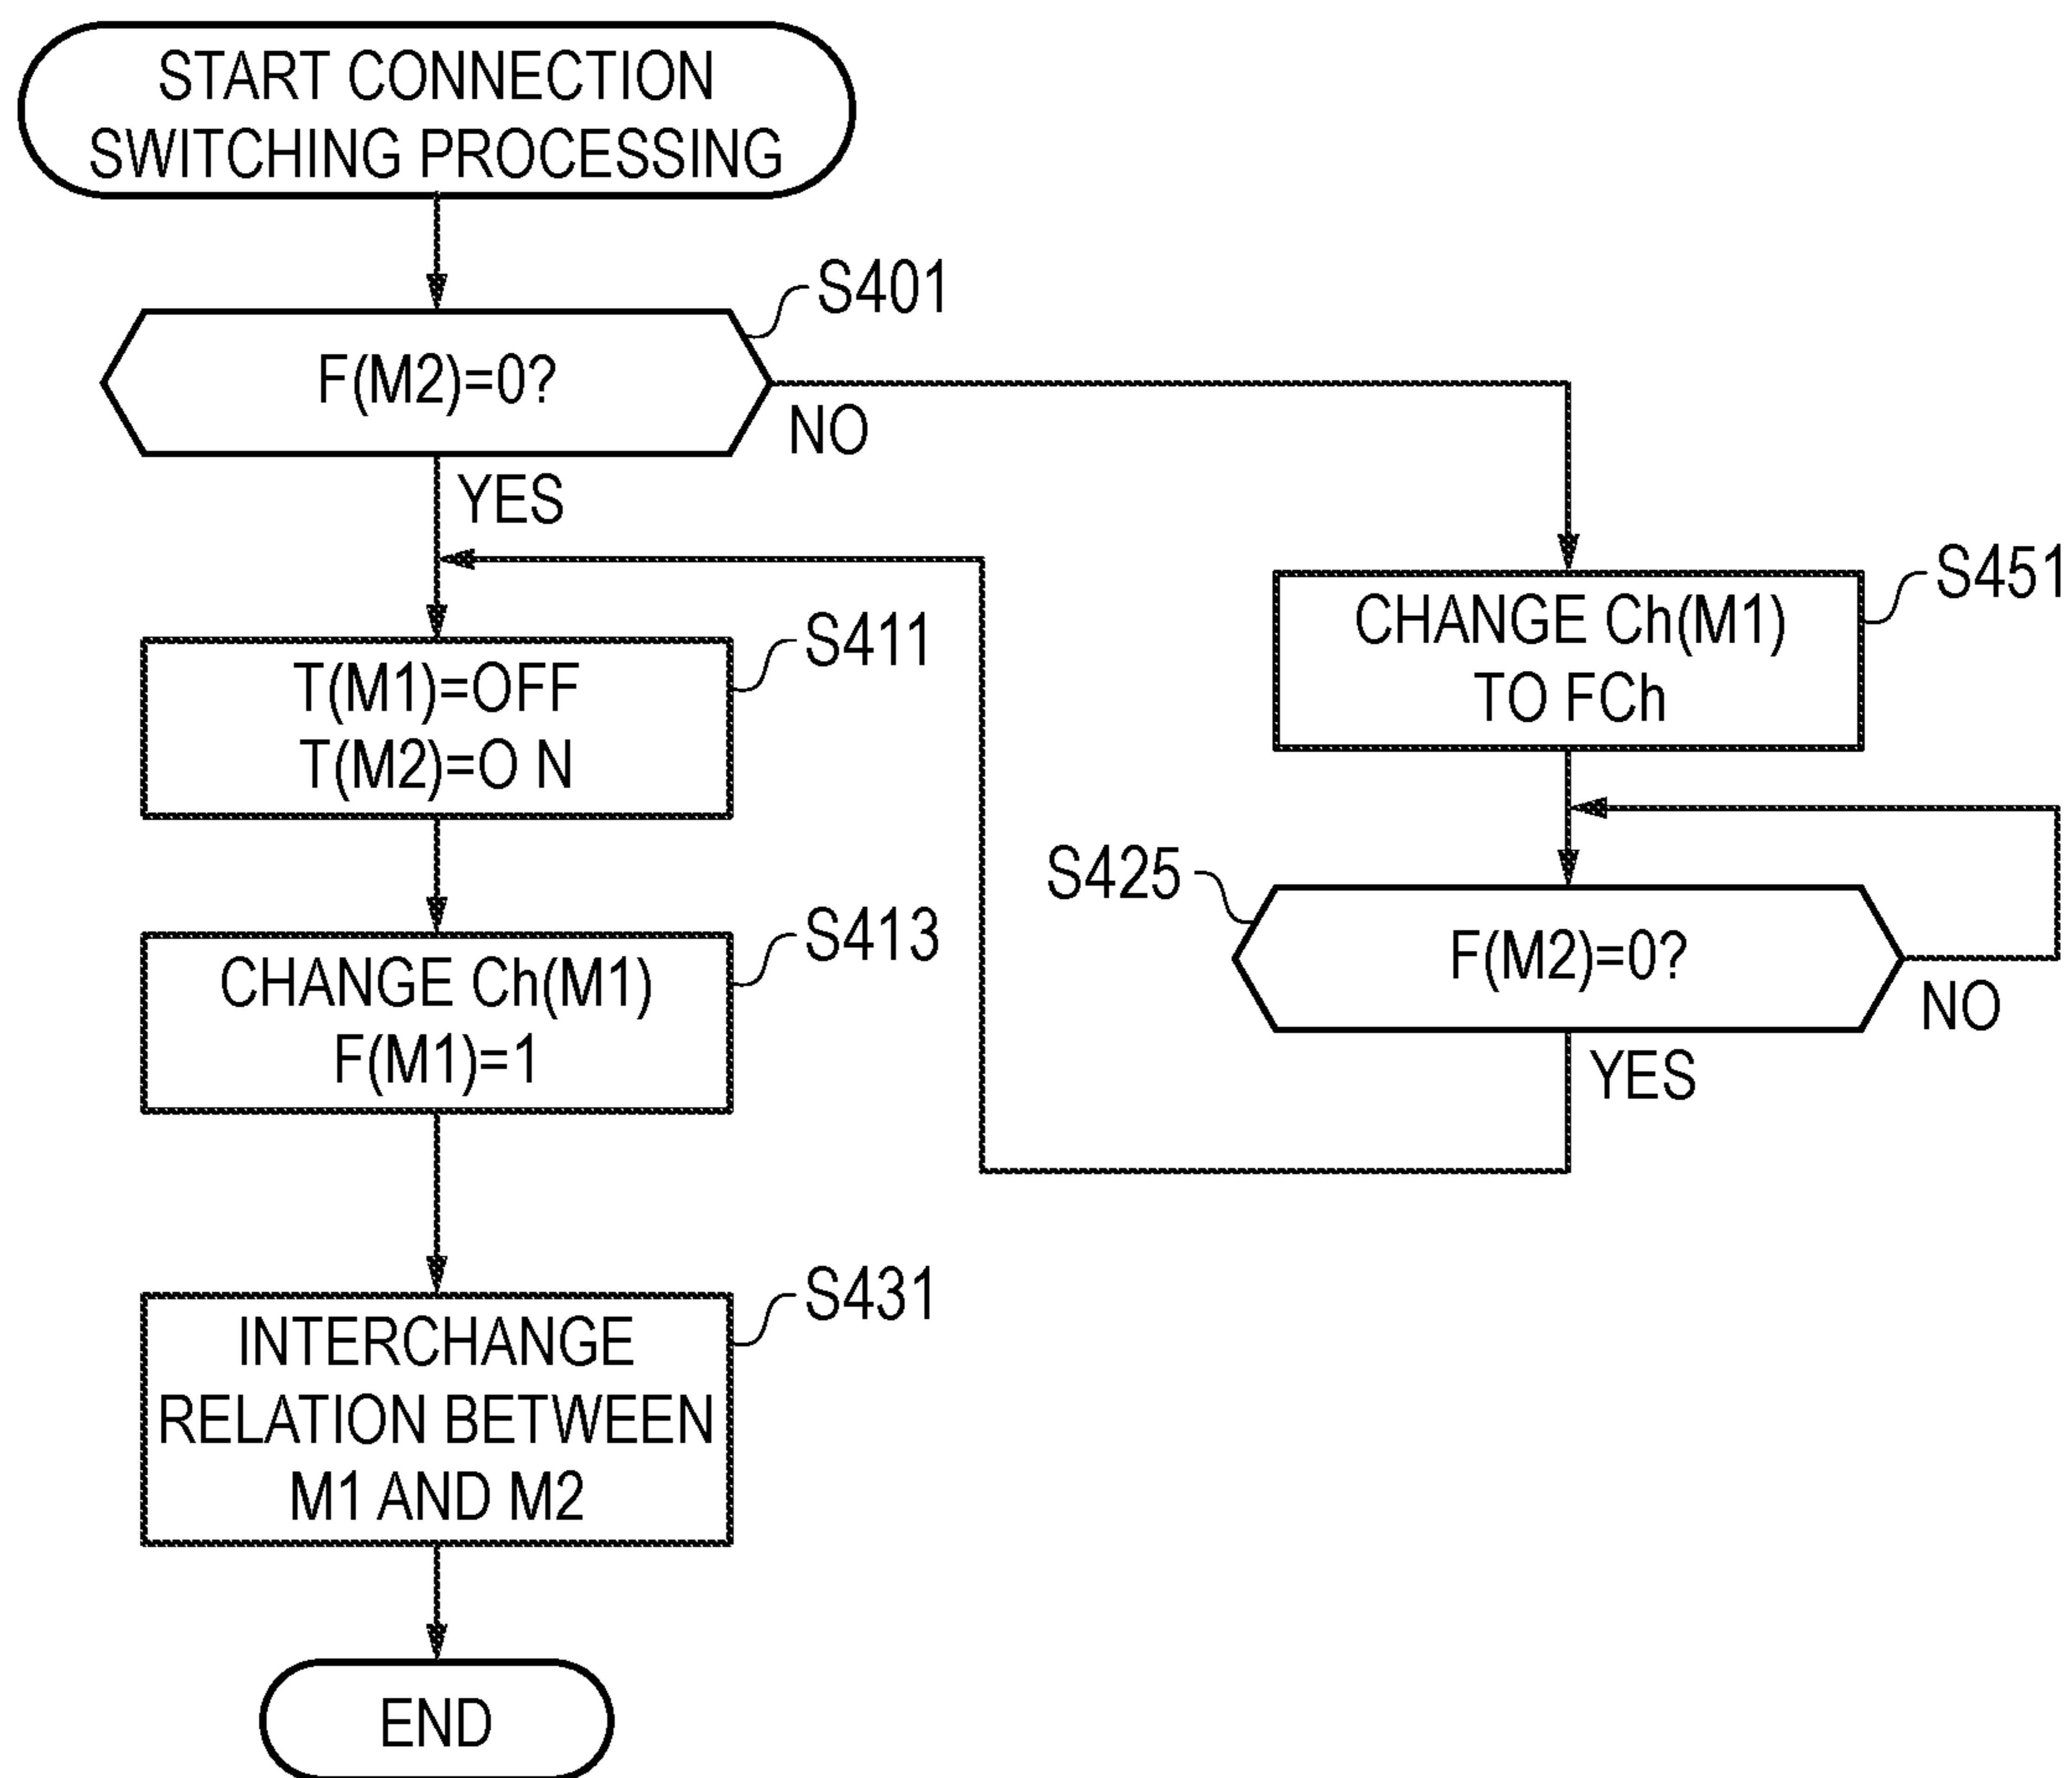 START CONNECTION
SWITCHING PROCESSING
S401
F(M2)=0?
NO
YES
S411
T(M1)=OFF
T(M2)=O N
S413
CHANGE Ch(M1)
F(M1)=1
S431
INTERCHANGE
RELATION BETWEEN
M1 AND M2
END
S451
CHANGE Ch(M1)
TO FCh
S425
F(M2)=0?
NO
YES